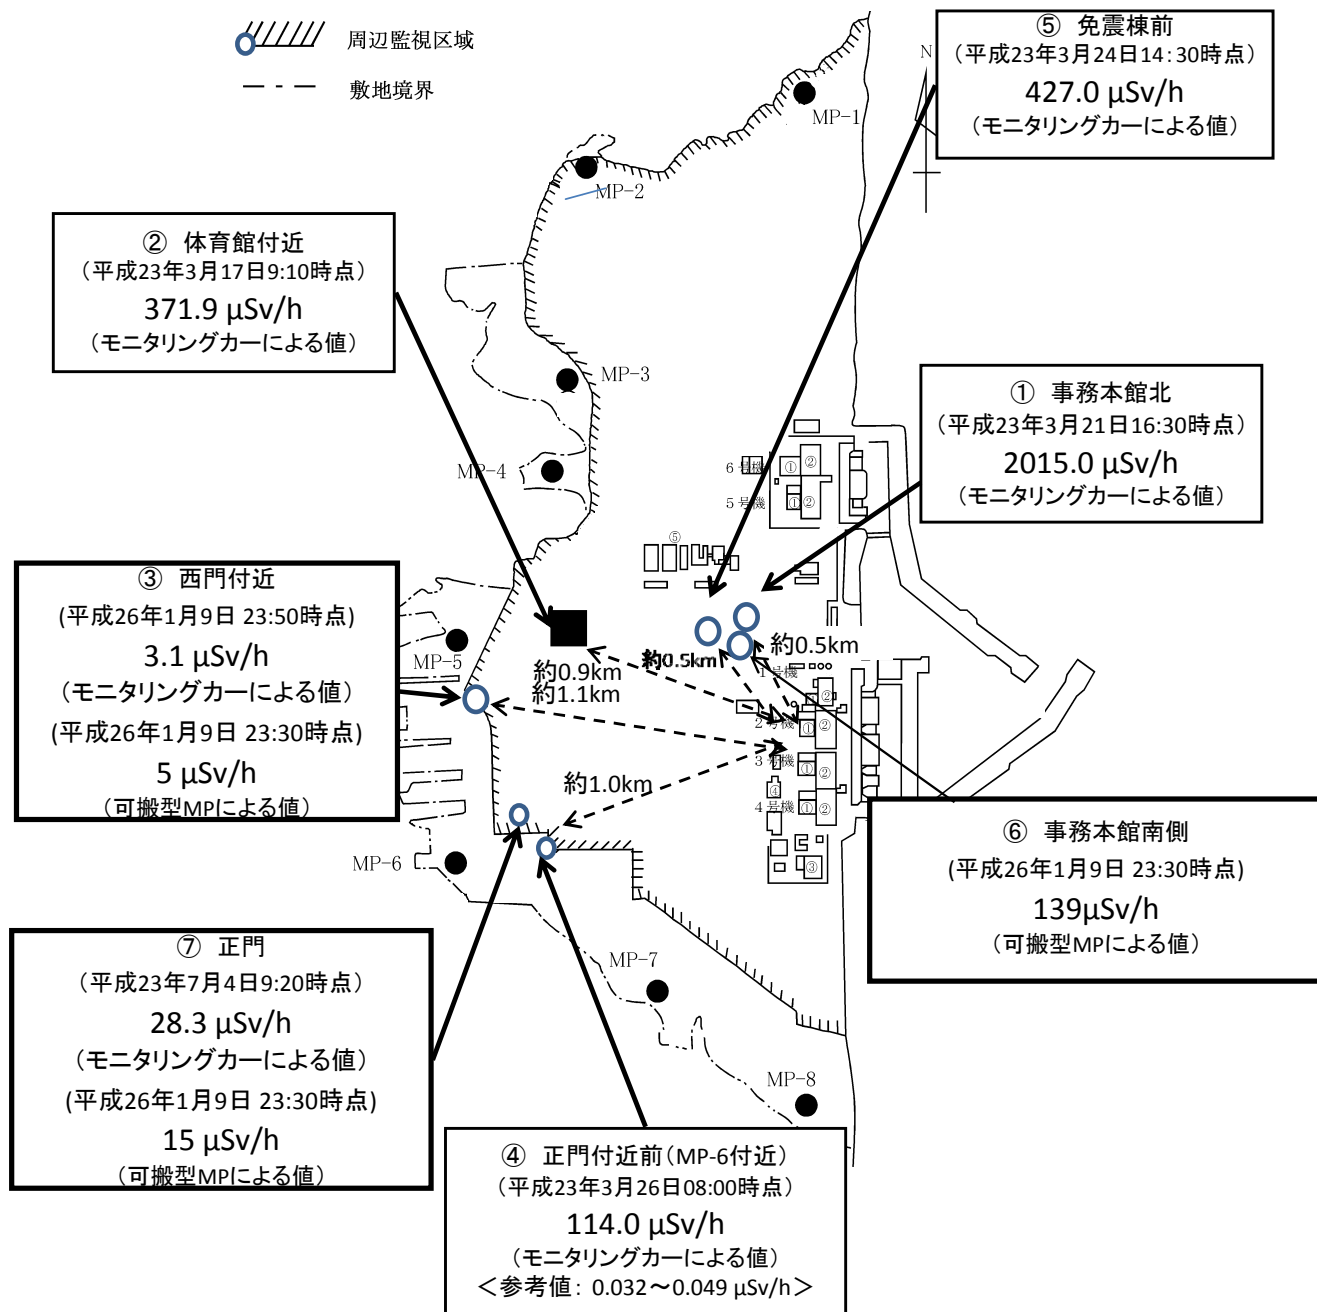 周辺監視区域
敷地境界
⑤ 免震棟前
（平成23年3月24日14:30時点）
427.0 μSv/h
（モニタリングカーによる値）
N
MP-1
MP-2
② 体育館付近
（平成23年3月17日9:10時点）
371.9 μSv/h
（モニタリングカーによる値）
MP-3
① 事務本館北
（平成23年3月21日16:30時点）
2015.0 μSv/h
（モニタリングカーによる値）
MP-4
6号機
①
②
5号機
①
②
⑤
③ 西門付近
(平成26年1月9日 23:50時点)
3.1 μSv/h
（モニタリングカーによる値）
(平成26年1月9日 23:30時点)
5 μSv/h
（可搬型MPによる値）
MP-5
約0.5km
約0.5km
約0.9km
約1.1km
1号機
②
2号機
①
②
3号機
①
②
約1.0km
④
4号機
①
②
③
MP-6
⑥ 事務本館南側
(平成26年1月9日 23:30時点)
139μSv/h
（可搬型MPによる値）
⑦ 正門
（平成23年7月4日9:20時点）
28.3 μSv/h
（モニタリングカーによる値）
(平成26年1月9日 23:30時点)
15 μSv/h
（可搬型MPによる値）
MP-7
MP-8
④ 正門付近前（MP-6付近）
（平成23年3月26日08:00時点）
114.0 μSv/h
（モニタリングカーによる値）
＜参考値：0.032～0.049 μSv/h＞